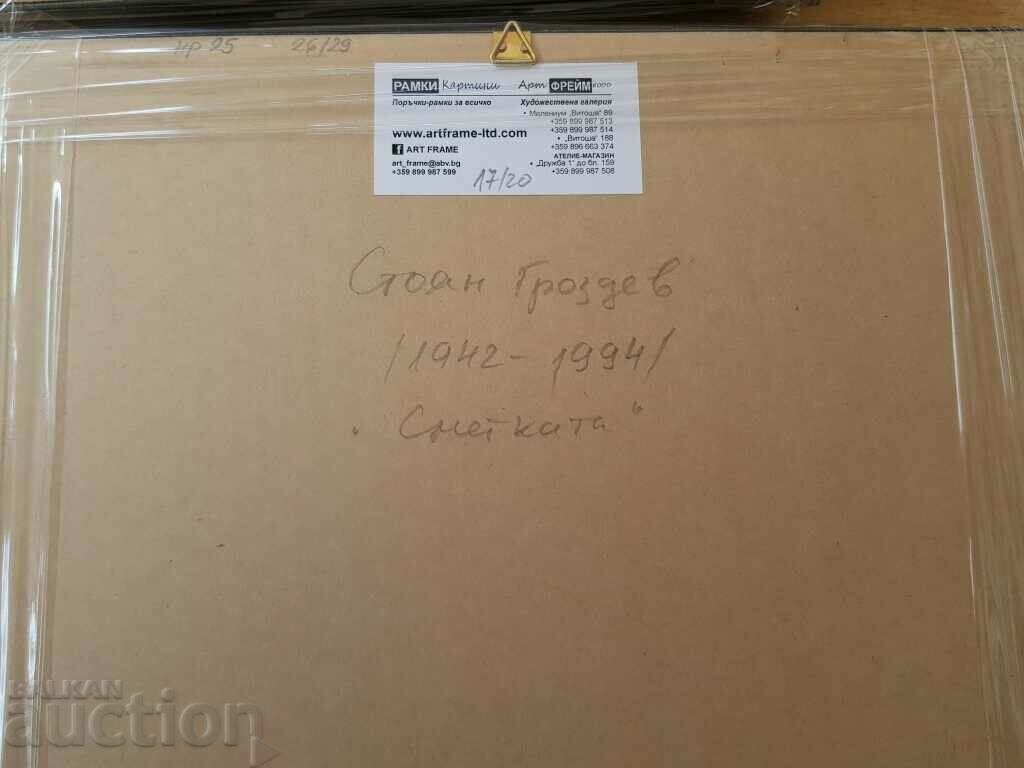 нр 25 26/29
РАМКИ Картини Арт ФРЕЙМ
Поръчки-рамки за всичко
Художествена галерия
• Милениум „Витоша" 89
+359 899 987 513
+359 899 987 514
• „Витоша" 188
+359 896 663 374
АТЕЛИЕ-МАГАЗИН
• „Дружба 1" до бл. 159
+359 899 987 508
www.artframe-ltd.com
f ART FRAME
art_frame@abv.bg
+359 899 987 599
17/20
Стоян Гроздев
/1942-1994/
"Сметката"
BALKAN
auction